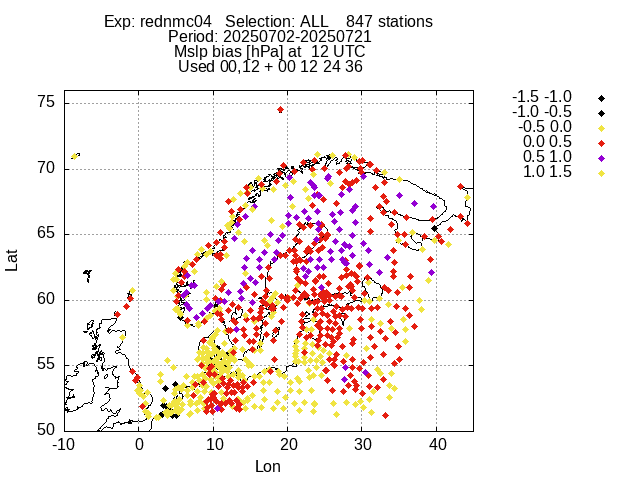 Exp: rednmc04 Selection: ALL 847 stations
Period: 20250702-20250721
Mslp bias [hPa] at 12 UTC
Used 00,12 + 00 12 24 36
-1.5 -1.0
-1.0 -0.5
-0.5 0.0
0.0 0.5
0.5 1.0
1.0 1.5
75
70
65
60
55
50
Lat
-10 0 10 20 30 40
Lon